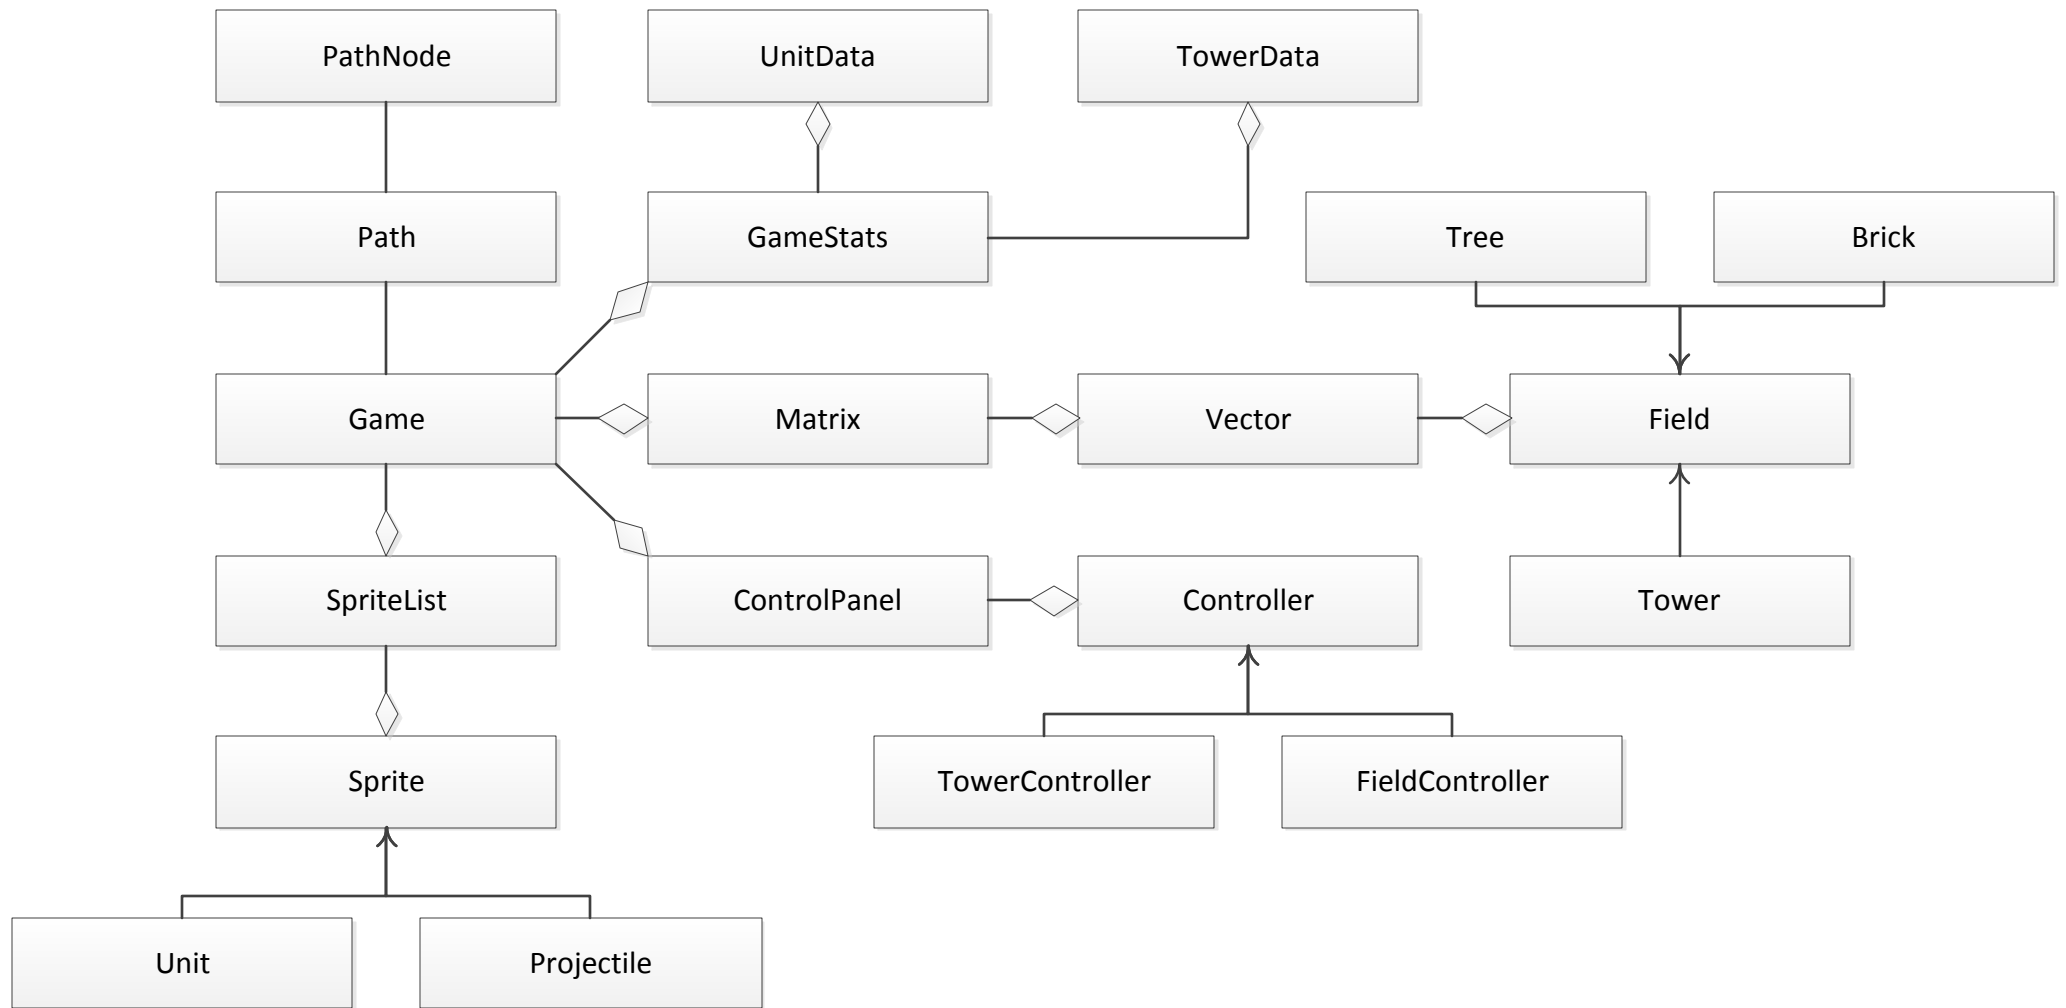 PathNode
UnitData
TowerData
Path
GameStats
Tree
Brick
Game
Matrix
Vector
Field
SpriteList
ControlPanel
Controller
Tower
Sprite
TowerController
FieldController
Unit
Projectile